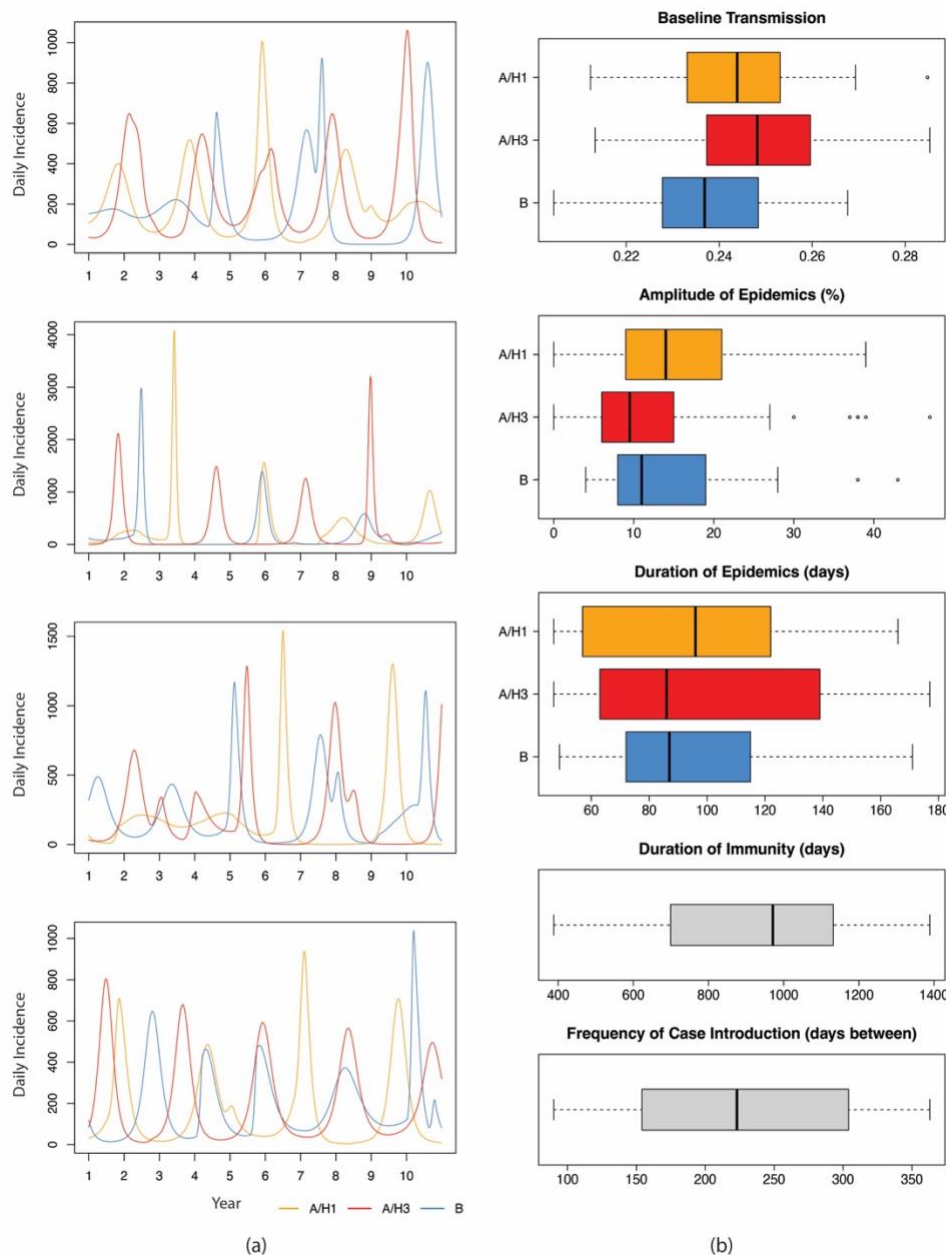 Daily Incidence
0 200 400 600 800 1000
1 2 3 4 5 6 7 8 9 10
Daily Incidence
0 1000 2000 3000 4000
1 2 3 4 5 6 7 8 9 10
Daily Incidence
0 500 1000 1500
1 2 3 4 5 6 7 8 9 10
Daily Incidence
0 200 400 600 800 1000
1 2 3 4 5 6 7 8 9 10
Year
A/H1 A/H3 B
(a)
Baseline Transmission
A/H1
A/H3
B
0.22 0.24 0.26 0.28
Amplitude of Epidemics (%)
A/H1
A/H3
B
0 10 20 30 40
Duration of Epidemics (days)
A/H1
A/H3
B
60 80 100 120 140 160 180
Duration of Immunity (days)
400 600 800 1000 1200 1400
Frequency of Case Introduction (days between)
100 150 200 250 300 350
(b)